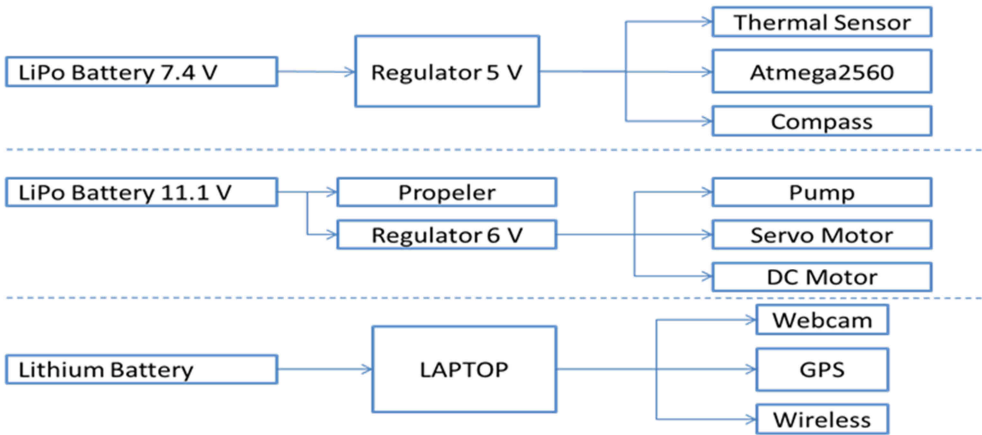 Thermal Sensor
LiPo Battery 7.4 V
Regulator 5 V
Atmega2560
Compass
LiPo Battery 11.1 V
Propeler
Pump
Regulator 6 V
Servo Motor
DC Motor
Webcam
Lithium Battery
LAPTOP
GPS
Wireless